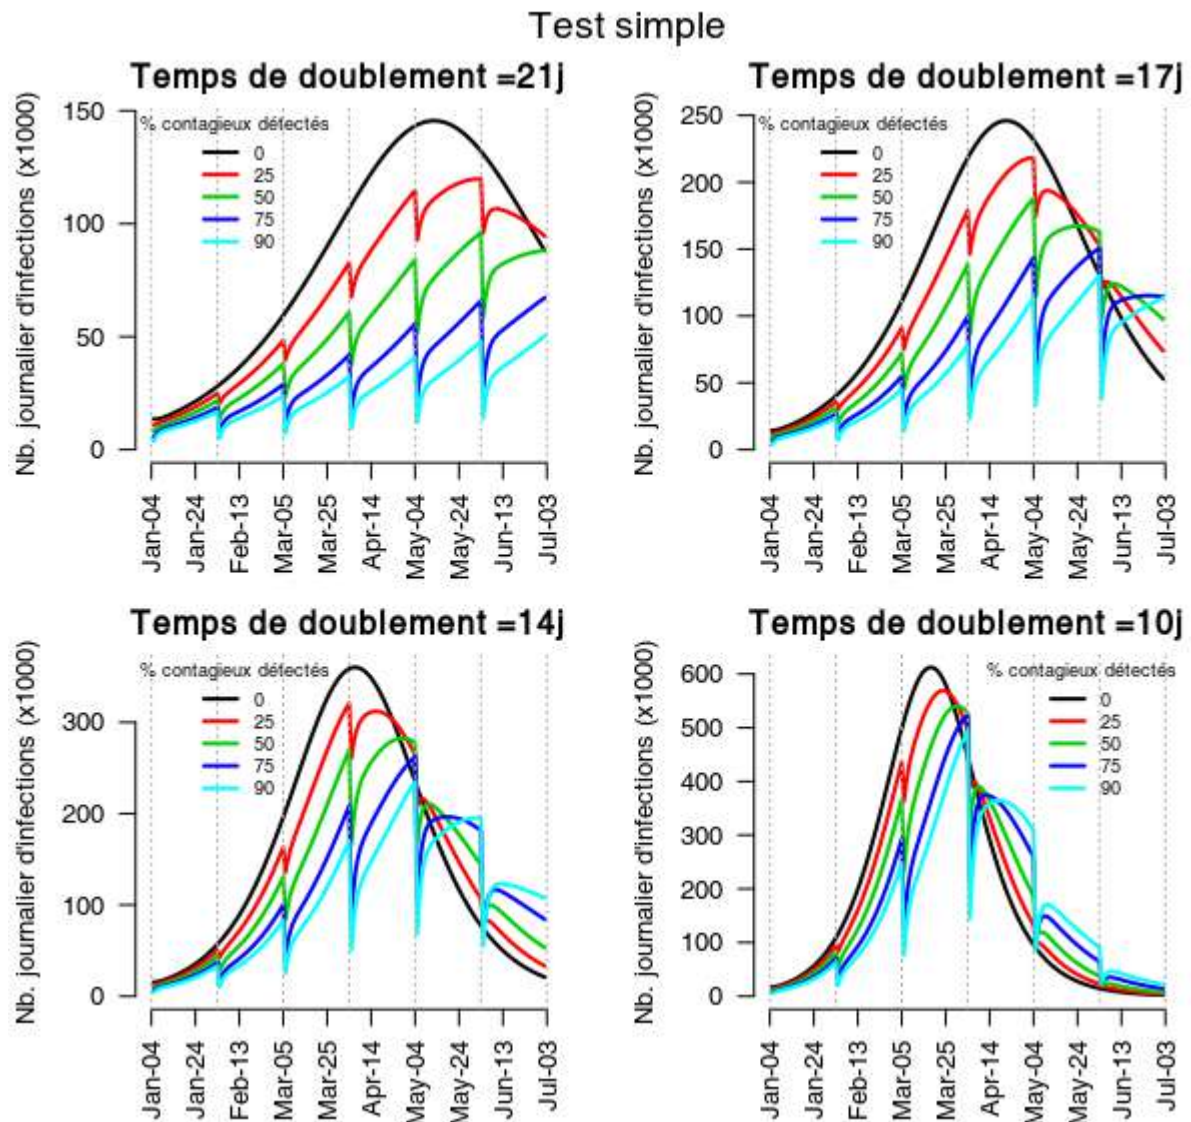 Test simple
Temps de doublement =21j
Nb. journalier d'infections (x1000)
150
100
50
0
% contagieux détectés
0
25
50
75
90
Jan-04
Jan-24
Feb-13
Mar-05
Mar-25
Apr-14
May-04
May-24
Jun-13
Jul-03
Temps de doublement =17j
Nb. journalier d'infections (x1000)
250
200
150
100
50
0
% contagieux détectés
0
25
50
75
90
Jan-04
Jan-24
Feb-13
Mar-05
Mar-25
Apr-14
May-04
May-24
Jun-13
Jul-03
Temps de doublement =14j
Nb. journalier d'infections (x1000)
300
200
100
0
% contagieux détectés
0
25
50
75
90
Jan-04
Jan-24
Feb-13
Mar-05
Mar-25
Apr-14
May-04
May-24
Jun-13
Jul-03
Temps de doublement =10j
Nb. journalier d'infections (x1000)
600
500
400
300
200
100
0
% contagieux détectés
0
25
50
75
90
Jan-04
Jan-24
Feb-13
Mar-05
Mar-25
Apr-14
May-04
May-24
Jun-13
Jul-03